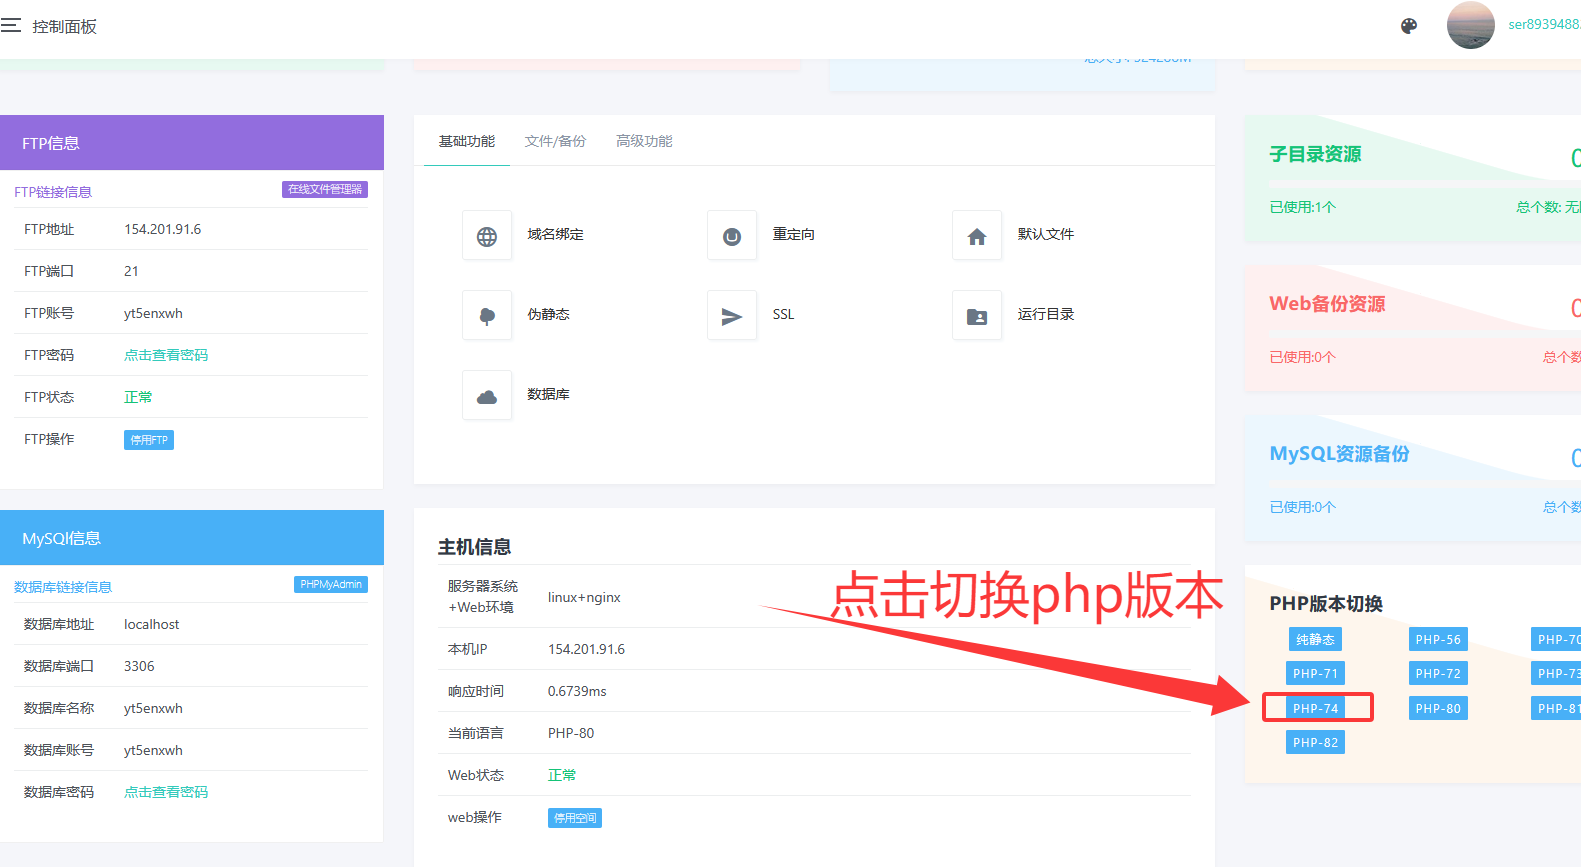 控制面板
ser8939488
FTP信息
FTP链接信息
在线文件管理器
FTP地址
154.201.91.6
FTP端口
21
FTP账号
yt5enxwh
FTP密码
点击查看密码
FTP状态
正常
FTP操作
停用FTP
MySQl信息
数据库链接信息
PHPMyAdmin
数据库地址
localhost
数据库端口
3306
数据库名称
yt5enxwh
数据库账号
yt5enxwh
数据库密码
点击查看密码
基础功能
文件/备份
高级功能
域名绑定
重定向
默认文件
伪静态
SSL
运行目录
数据库
主机信息
服务器系统
+Web环境
linux+nginx
本机IP
154.201.91.6
响应时间
0.6739ms
当前语言
PHP-80
Web状态
正常
web操作
停用空间
点击切换php版本
子目录资源
0
已使用:1个
总个数: 无
Web备份资源
0
已使用:0个
总个数
MySQL资源备份
0
已使用:0个
总个数
PHP版本切换
纯静态
PHP-56
PHP-70
PHP-71
PHP-72
PHP-73
PHP-74
PHP-80
PHP-81
PHP-82